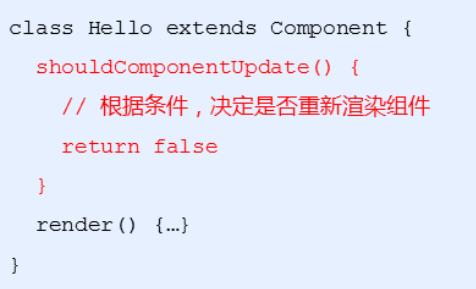 class Hello extends Component {
  shouldComponentUpdate() {
    // 根据条件，决定是否重新渲染组件
    return false
  }
  render() {…}
}